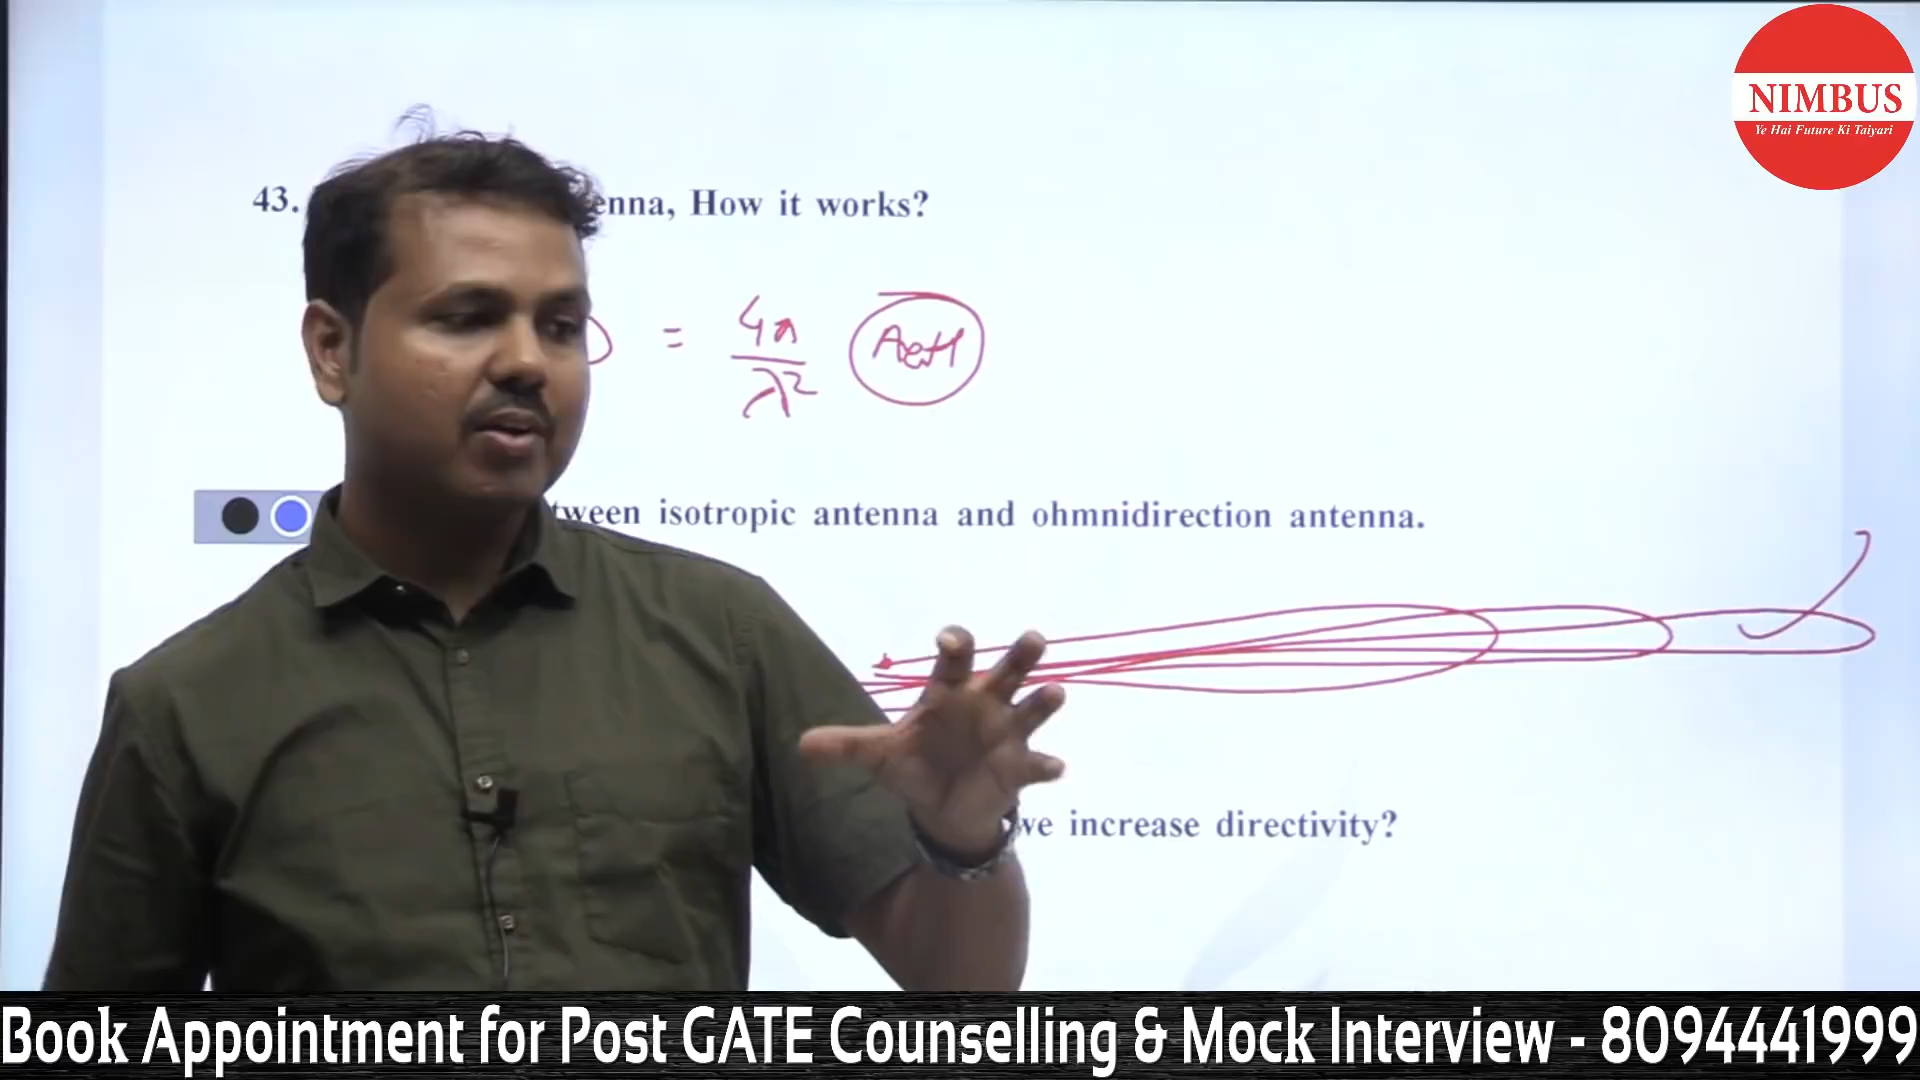 NIMBUS
Ye Hai Future Ki Taiyari
43. enna, How it works?
= 4π / λ² Aeff
tween isotropic antenna and ohmnidirection antenna.
we increase directivity?
Book Appointment for Post GATE Counselling & Mock Interview - 8094441999